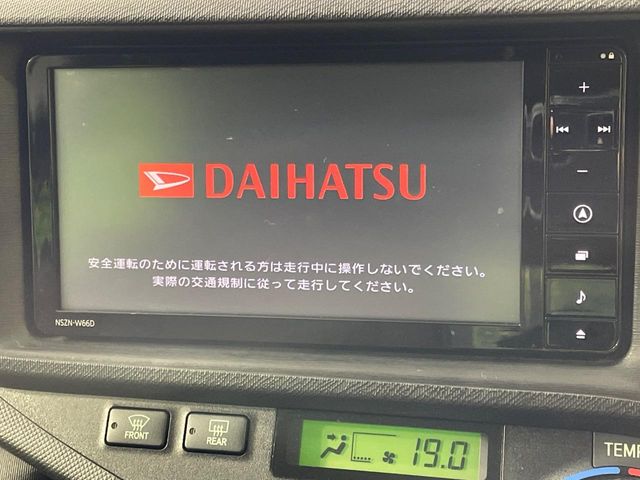 DAIHATSU
安全運転のために運転される方は走行中に操作しないでください。
実際の交通規制に従って走行してください。
NSZN-W66D
FRONT
REAR
19.0
TEMP